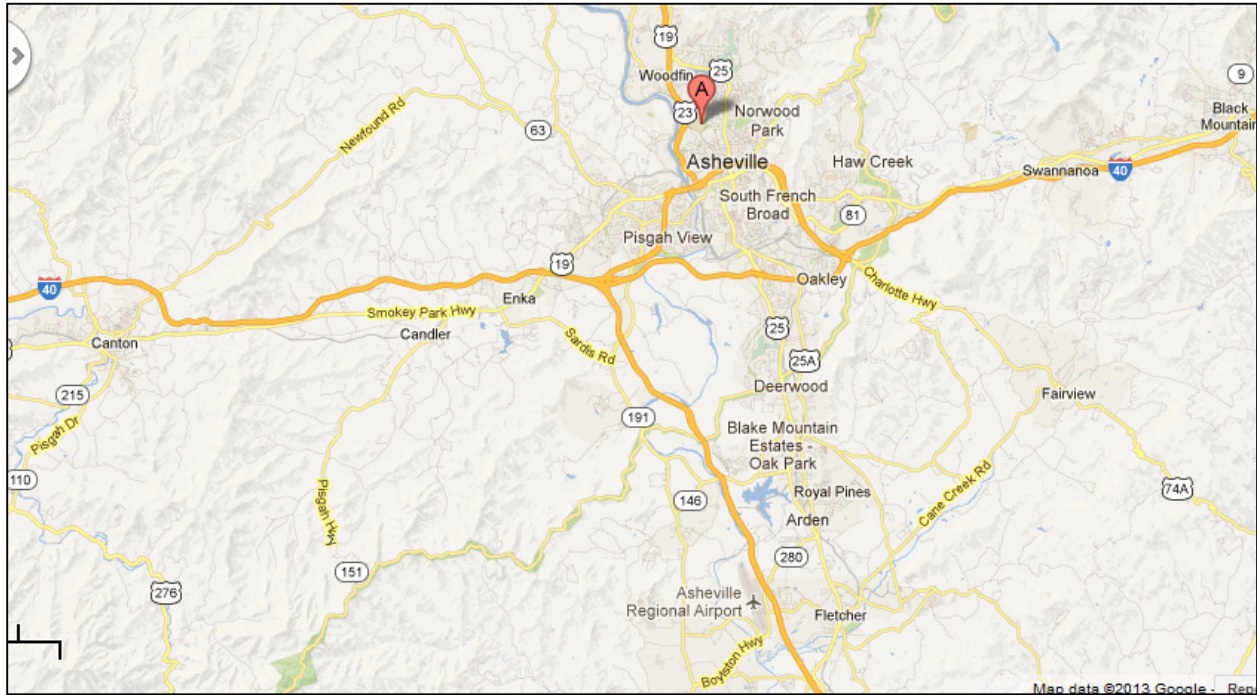 19
Woodfin
25
A
9
Black
Mountain
23
Norwood
Park
Newfound Rd
63
Asheville
Haw Creek
Swannanoa
40
South French
Broad
81
Pisgah View
19
Oakley
Charlotte Hwy
40
Enka
Smokey Park Hwy
Candler
Canton
Sardis Rd
25
25A
215
Deerwood
Fairview
Pisgah Dr
191
Blake Mountain
Estates -
Oak Park
110
Pisgah Hwy
146
Royal Pines
Cane Creek Rd
74A
Arden
280
151
276
Asheville
Regional Airport
Fletcher
Boylston Hwy
Map data ©2013 Google -
Rep